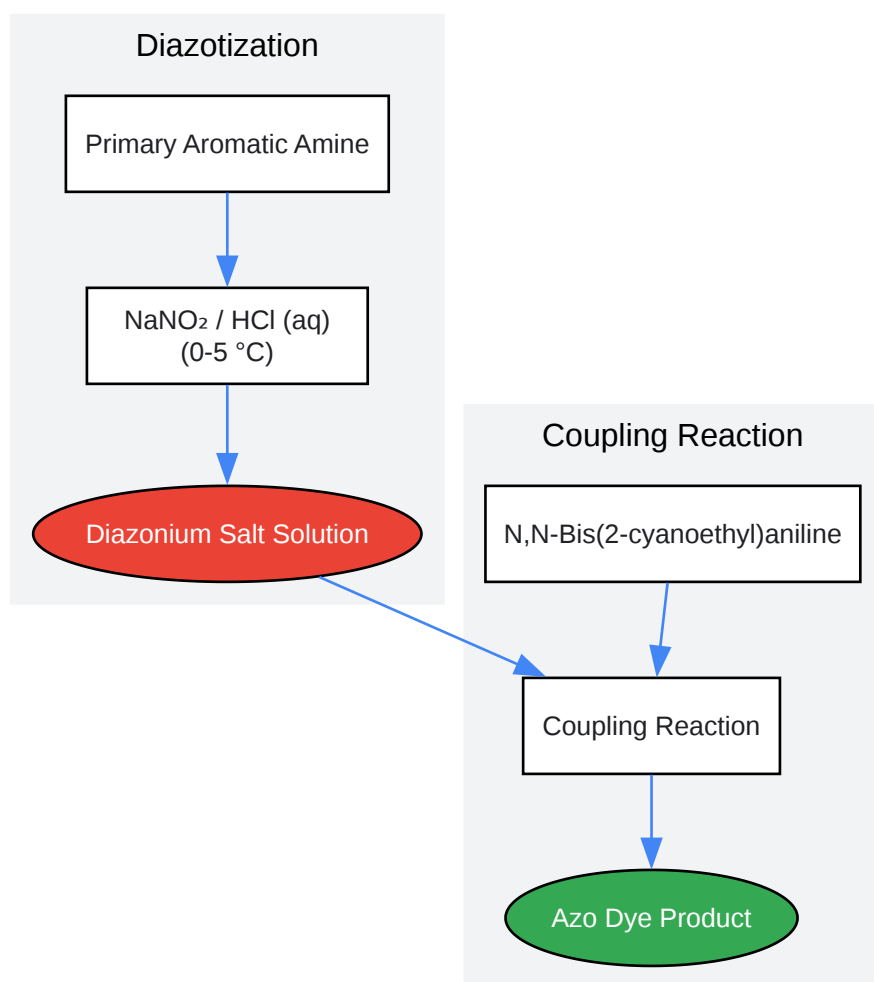 Diazotization
Primary Aromatic Amine
NaNO₂ / HCl (aq)
(0-5 °C)
Diazonium Salt Solution
Coupling Reaction
N,N-Bis(2-cyanoethyl)aniline
Coupling Reaction
Azo Dye Product